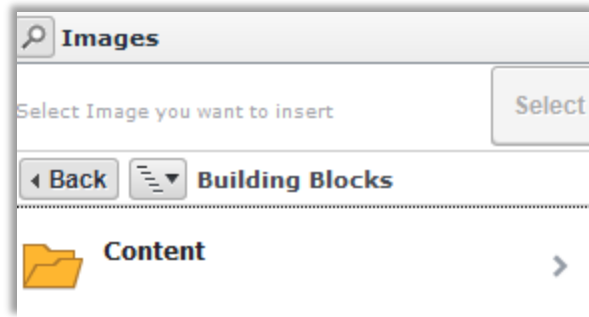 Images
Select Image you want to insert
Select
Back
Building Blocks
Content